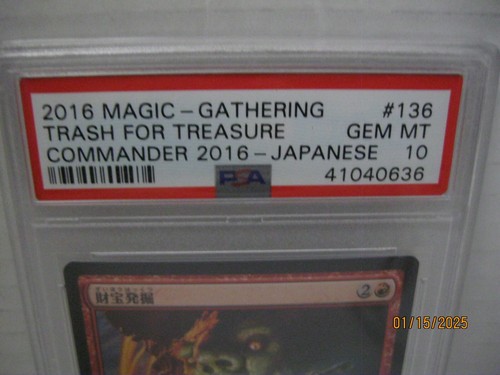 2016 MAGIC - GATHERING #136
TRASH FOR TREASURE GEM MT
COMMANDER 2016 - JAPANESE 10
PSA 41040636
財宝発掘 2
01/15/2025